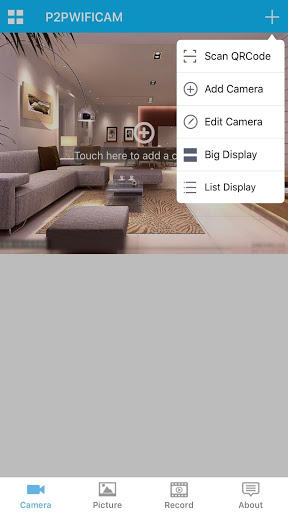 P2PWIFICAM
Scan QRCode
Add Camera
Edit Camera
Big Display
List Display
Touch here to add a c
Camera
Picture
Record
About